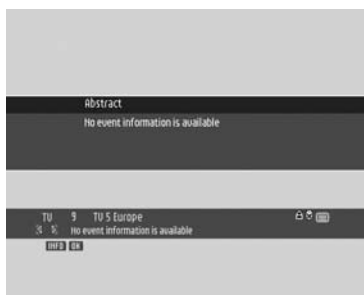 Abstract
No event information is available
TV 9 TV 5 Europe
No event information is available
INFO OK